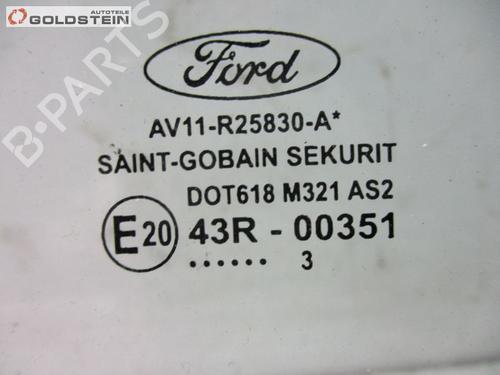 AUTOTEILE
GOLDSTEIN
B-PARTS
Ford
AV11-R25830-A*
SAINT-GOBAIN SEKURIT
DOT618 M321 AS2
E20 43R - 00351
...... 3